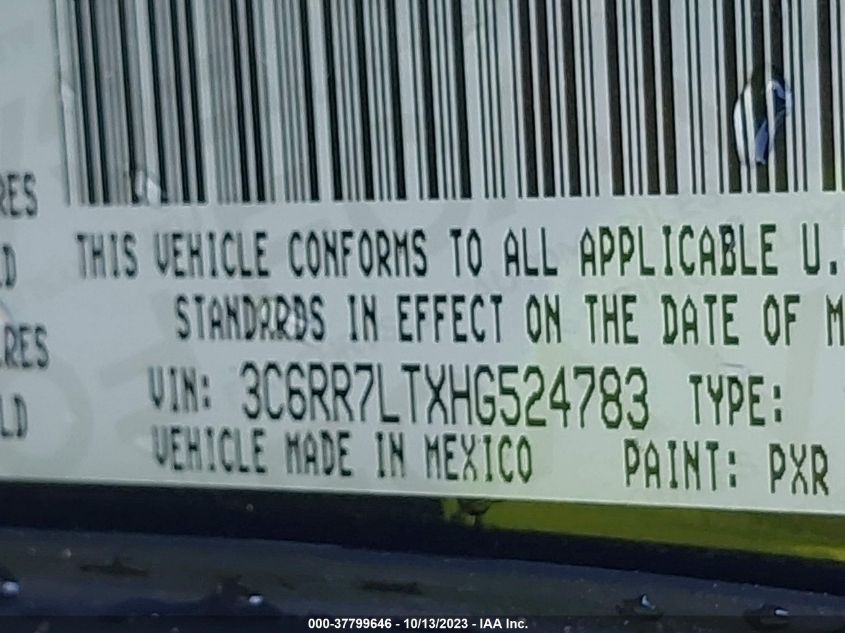 RES
LD
RES
LD
THIS VEHICLE CONFORMS TO ALL APPLICABLE U.
STANDARDS IN EFFECT ON THE DATE OF M
VIN: 3C6RR7LTXHG524783 TYPE:
VEHICLE MADE IN MEXICO PAINT: PXR
000-37799646 - 10/13/2023 - IAA Inc.